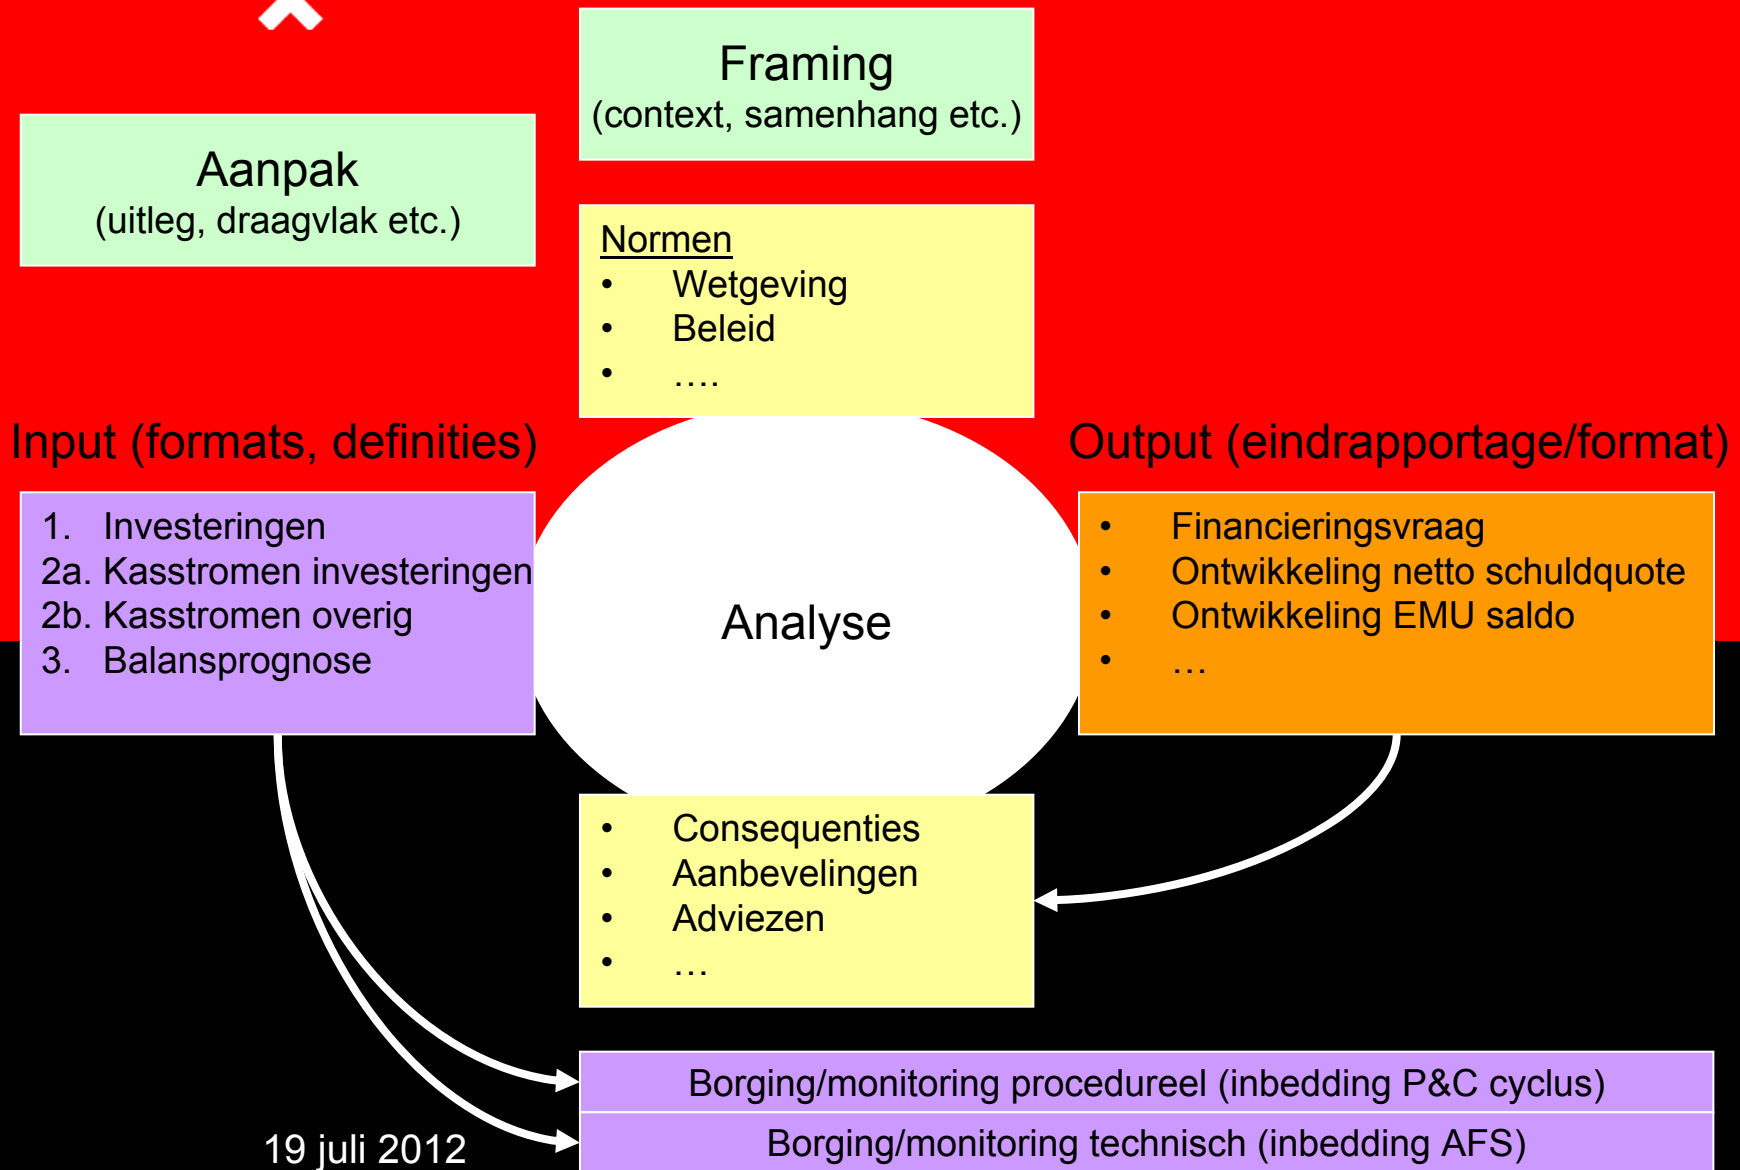 Framing
(context, samenhang etc.)
Aanpak
(uitleg, draagvlak etc.)
Normen
• Wetgeving
• Beleid
• ….
Input (formats, definities)
Output (eindrapportage/format)
1. Investeringen
2a. Kasstromen investeringen
2b. Kasstromen overig
3. Balansprognose
Analyse
• Financieringsvraag
• Ontwikkeling netto schuldquote
• Ontwikkeling EMU saldo
• …
• Consequenties
• Aanbevelingen
• Adviezen
• …
Borging/monitoring procedureel (inbedding P&C cyclus)
Borging/monitoring technisch (inbedding AFS)
19 juli 2012